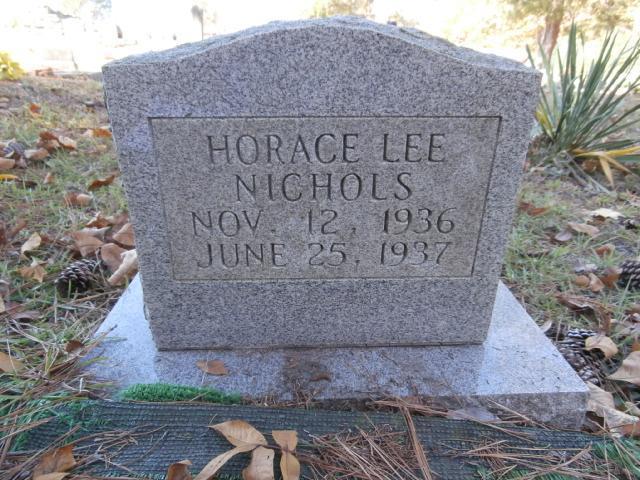 HORACE LEE
NICHOLS
NOV. 12, 1936
JUNE 25, 1937